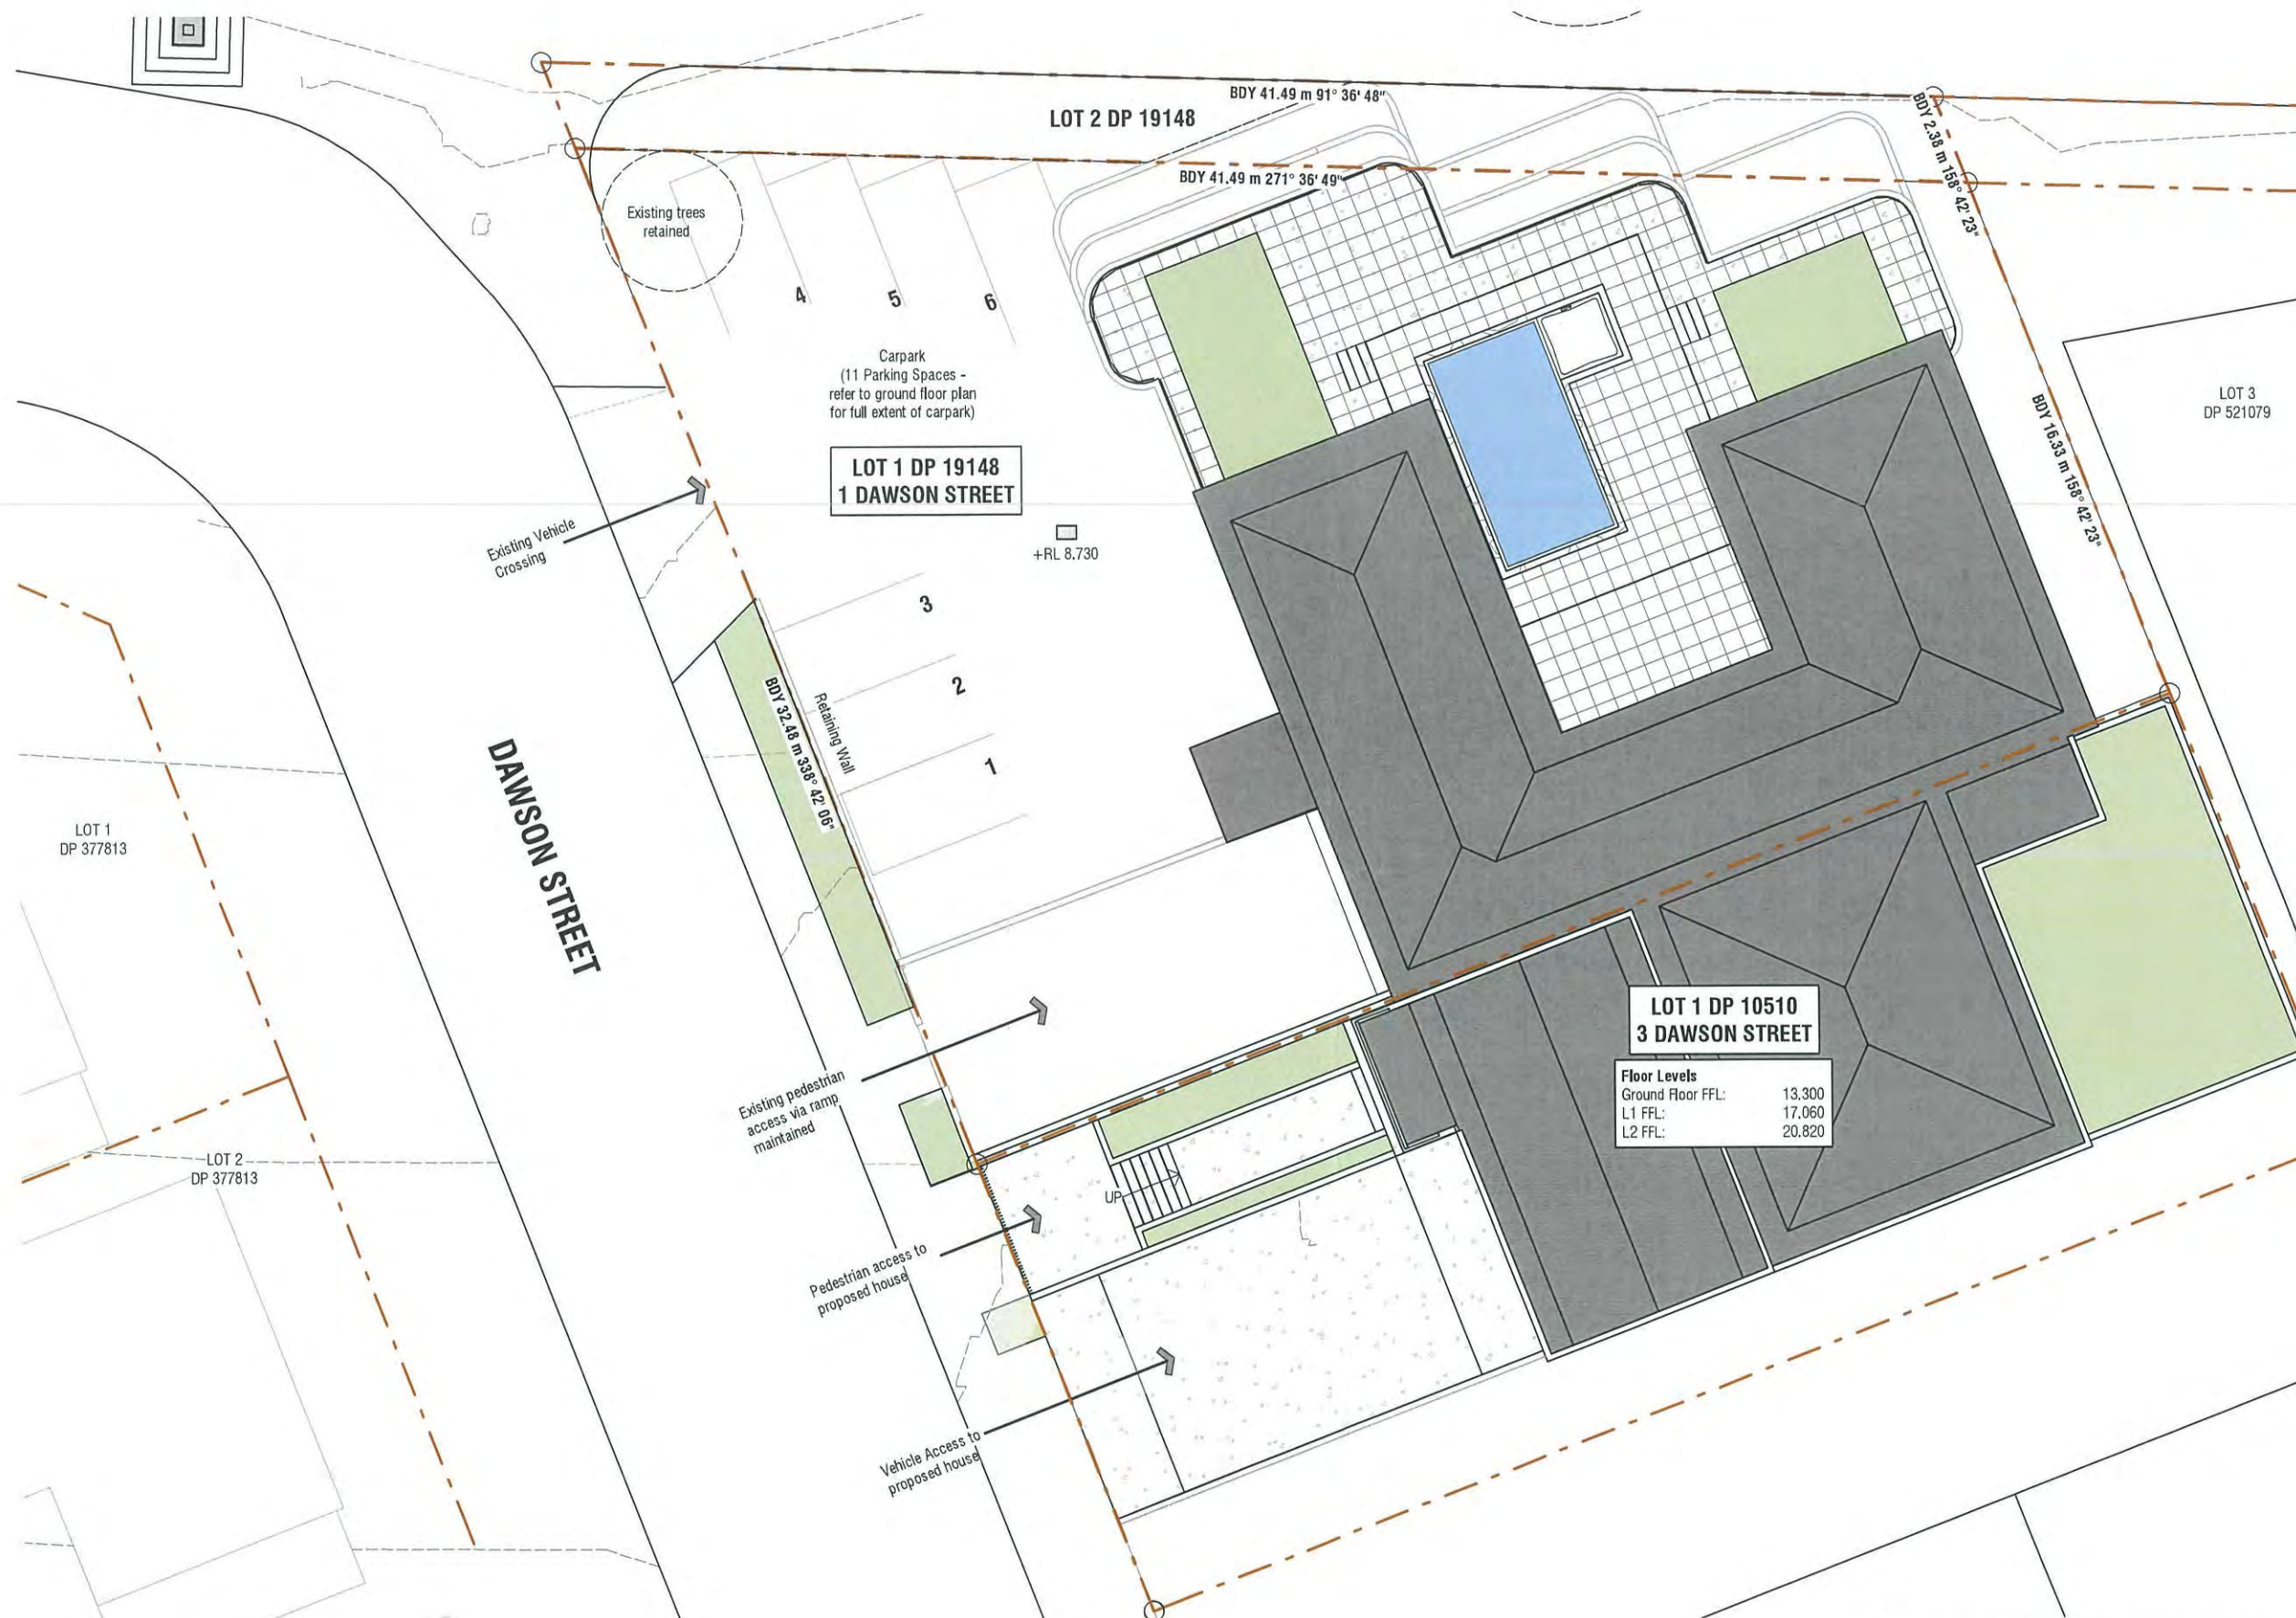 BDY 41.49 m 91° 36' 48"
LOT 2 DP 19148
BDY 41.49 m 271° 36' 49"
BDY 2.38 m 158° 42' 23"
Existing trees
retained
4
5
6
Carpark
(11 Parking Spaces -
refer to ground floor plan
for full extent of carpark)
LOT 3
DP 521079
BDY 16.33 m 158° 42' 23"
LOT 1 DP 19148
1 DAWSON STREET
Existing Vehicle
Crossing
+RL 8.730
3
2
1
Retaining Wall
BDY 32.48 m 338° 42' 06"
DAWSON STREET
LOT 1
DP 377813
LOT 1 DP 10510
3 DAWSON STREET
Floor Levels
Ground Floor FFL: 13.300
L1 FFL: 17.060
L2 FFL: 20.820
Existing pedestrian
access via ramp
maintained
LOT 2
DP 377813
UP
Pedestrian access to
proposed house
Vehicle Access to
proposed house